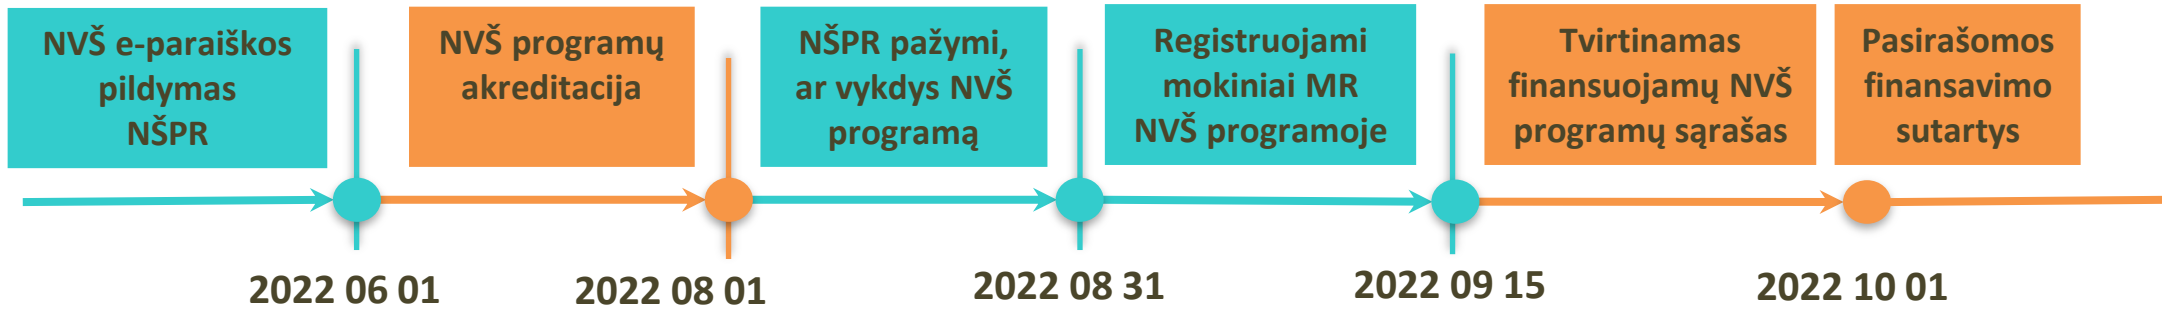 NVŠ e-paraiškos
pildymas
NŠPR
NVŠ programų
akreditacija
NŠPR pažymi,
ar vykdys NVŠ
programą
Registruojami
mokiniai MR
NVŠ programoje
Tvirtinamas
finansuojamų NVŠ
programų sąrašas
Pasirašomos
finansavimo
sutartys
2022 06 01
2022 08 01
2022 08 31
2022 09 15
2022 10 01